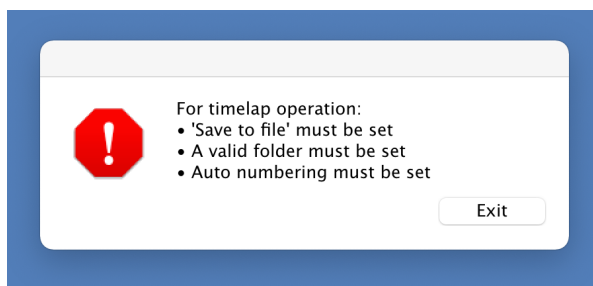 For timelap operation:
• 'Save to file' must be set
• A valid folder must be set
• Auto numbering must be set
Exit